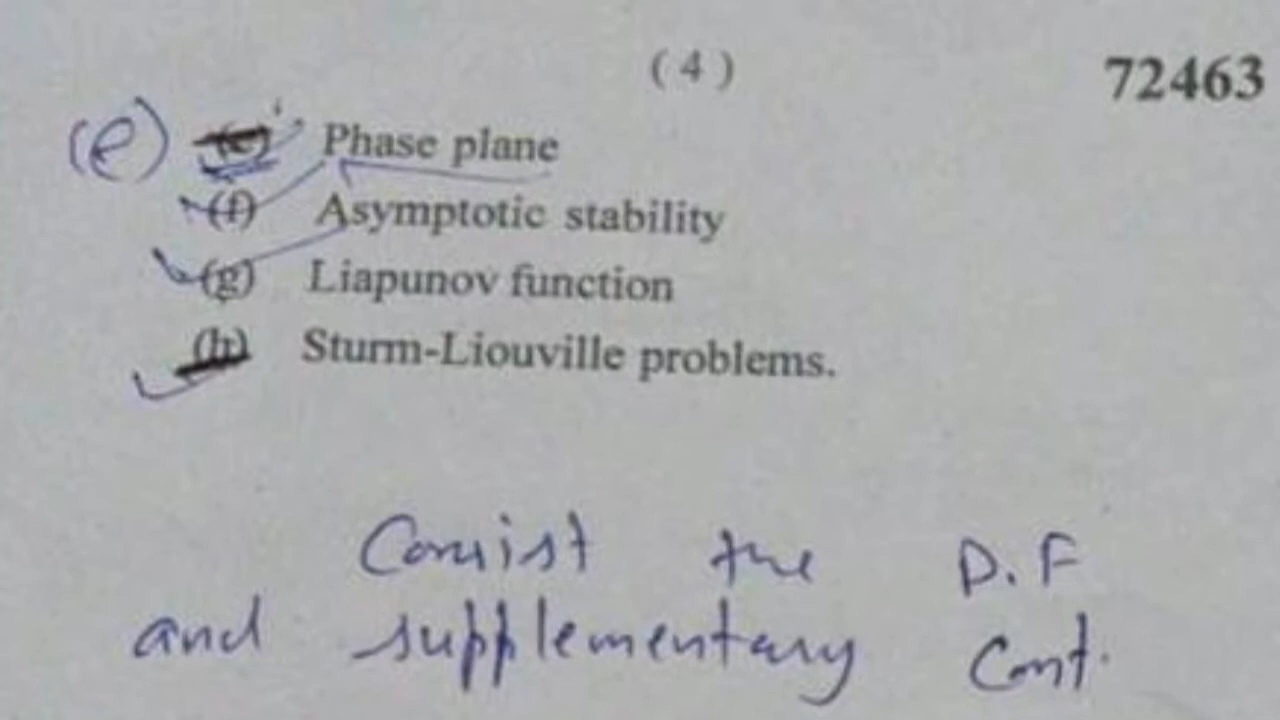 ( 4 )
72463
(e) (e) Phase plane
(f) Asymptotic stability
(g) Liapunov function
(h) Sturm-Liouville problems.
Consist the D.F
and supplementary cont.